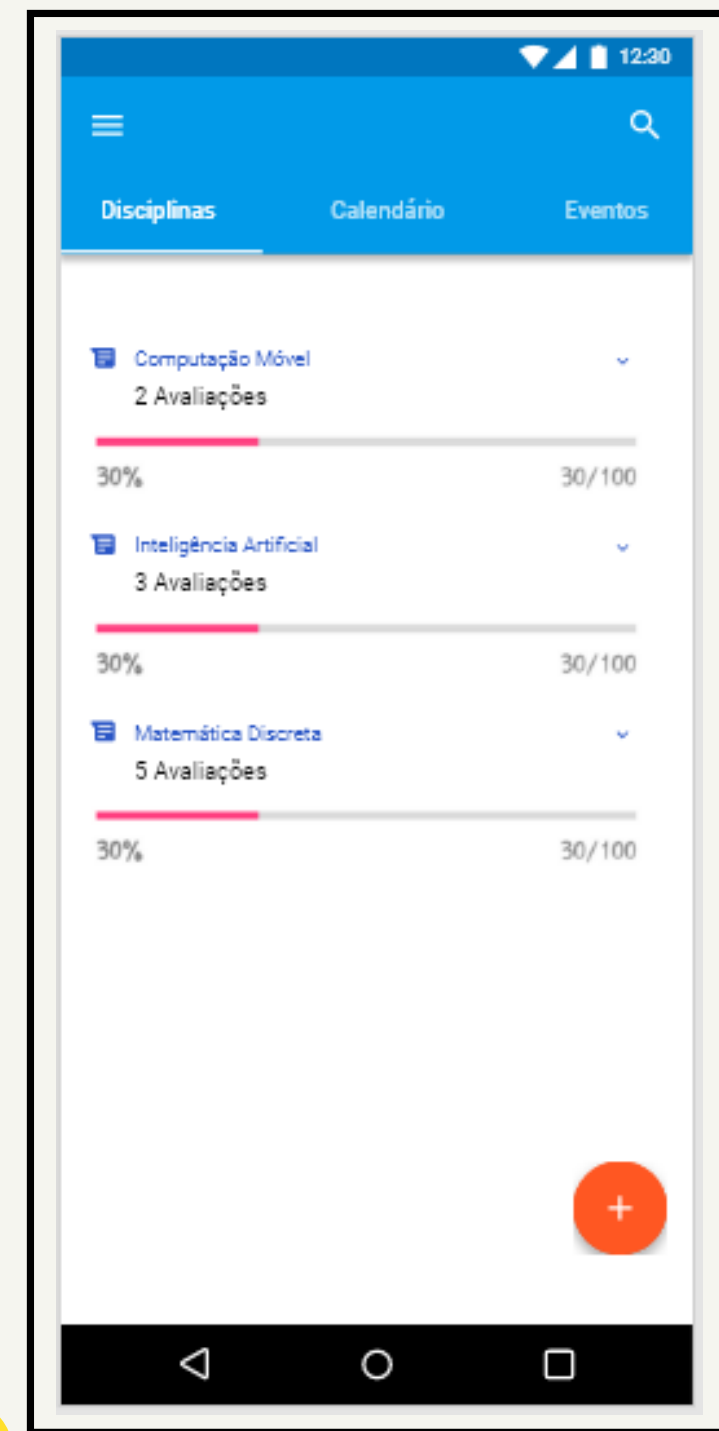 12:30
Disciplinas Calendário Eventos
Computação Móvel
2 Avaliações
30% 30/100
Inteligência Artificial
3 Avaliações
30% 30/100
Matemática Discreta
5 Avaliações
30% 30/100